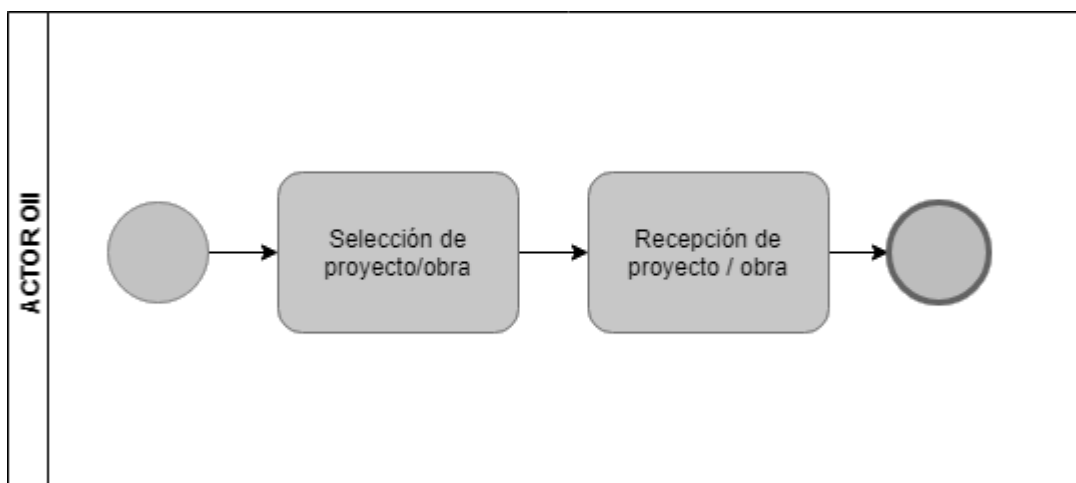 ACTOR OII
Selección de
proyecto/obra
Recepción de
proyecto / obra